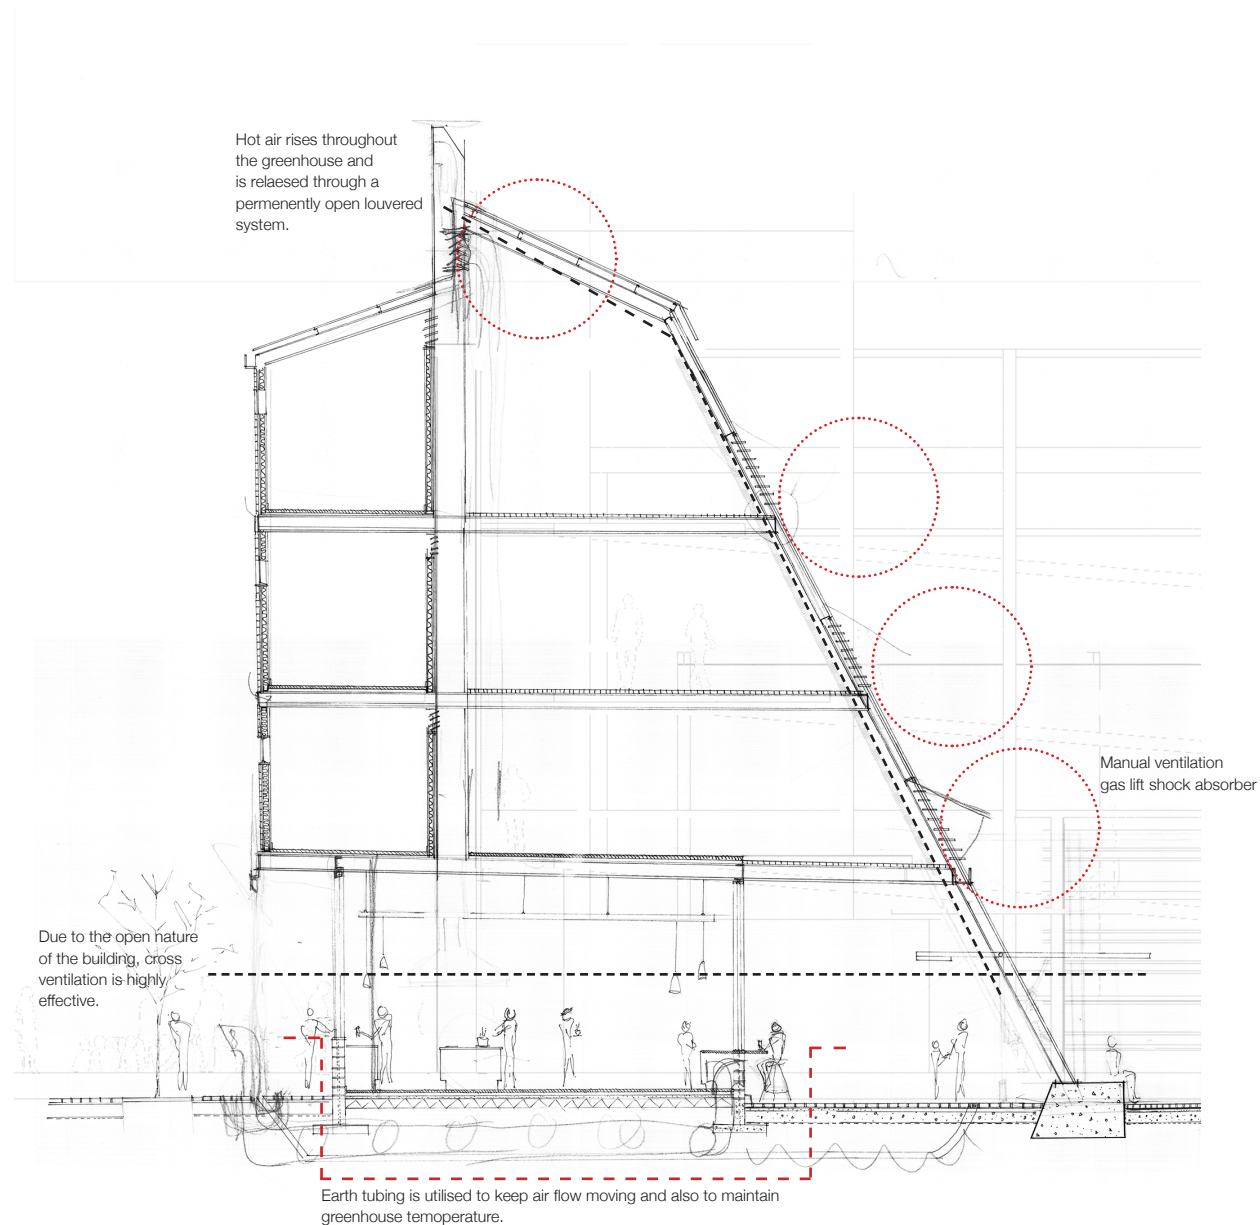 Hot air rises throughout
the greenhouse and
is relaesed through a
permenently open louvered
system.
Manual ventilation
gas lift shock absorber
Due to the open nature
of the building, cross
ventilation is highly
effective.
Earth tubing is utilised to keep air flow moving and also to maintain
greenhouse temoperature.